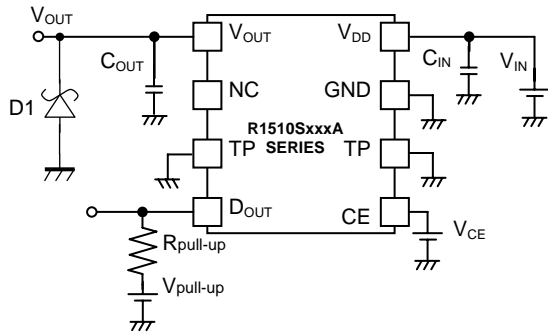 VOUT
COUT
D1
VOUT
NC
TP
DOUT
R1510SxxxA
SERIES
VDD
GND
TP
CE
CIN
VIN
VCE
Rpull-up
Vpull-up